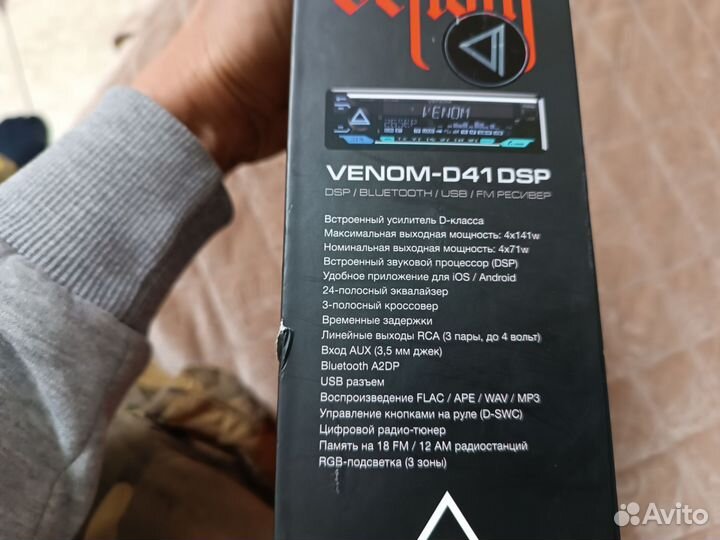 Venom
VENOM
26SEP
VENOM-D41 DSP
DSP / BLUETOOTH / USB / FM РЕСИВЕР
Встроенный усилитель D-класса
Максимальная выходная мощность: 4x141w
Номинальная выходная мощность: 4x71w
Встроенный звуковой процессор (DSP)
Удобное приложение для iOS / Android
24-полосный эквалайзер
3-полосный кроссовер
Временные задержки
Линейные выходы RCA (3 пары, до 4 вольт)
Вход AUX (3,5 мм джек)
Bluetooth A2DP
USB разъем
Воспроизведение FLAC / APE / WAV / MP3
Управление кнопками на руле (D-SWC)
Цифровой радио-тюнер
Память на 18 FM / 12 AM радиостанций
RGB-подсветка (3 зоны)
Avito